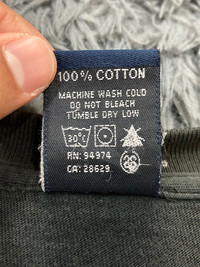 100% COTTON
MACHINE WASH COLD
DO NOT BLEACH
TUMBLE DRY LOW
30°C
RN: 94974
CA: 28629